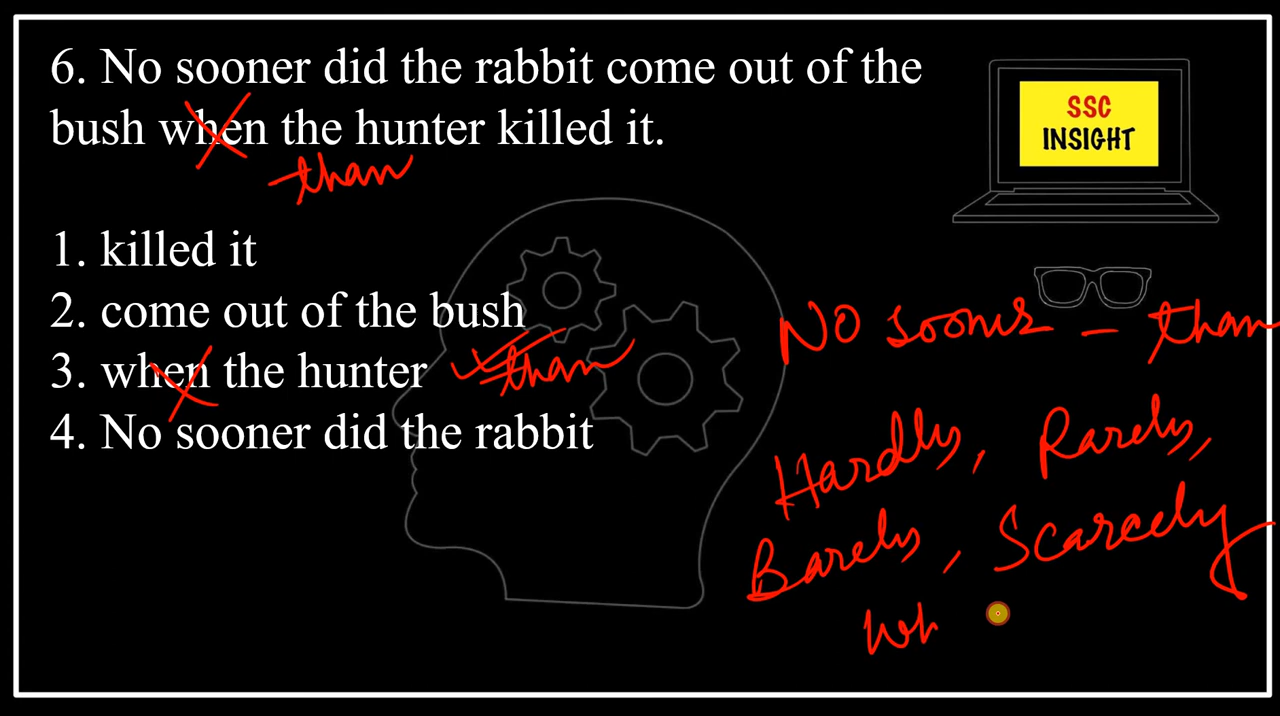 6. No sooner did the rabbit come out of the
bush when the hunter killed it.
than
1. killed it
2. come out of the bush
3. when the hunter than
4. No sooner did the rabbit
SSC
INSIGHT
No sooner - than
Hardly, Rarely,
Barely, Scarcely
wh